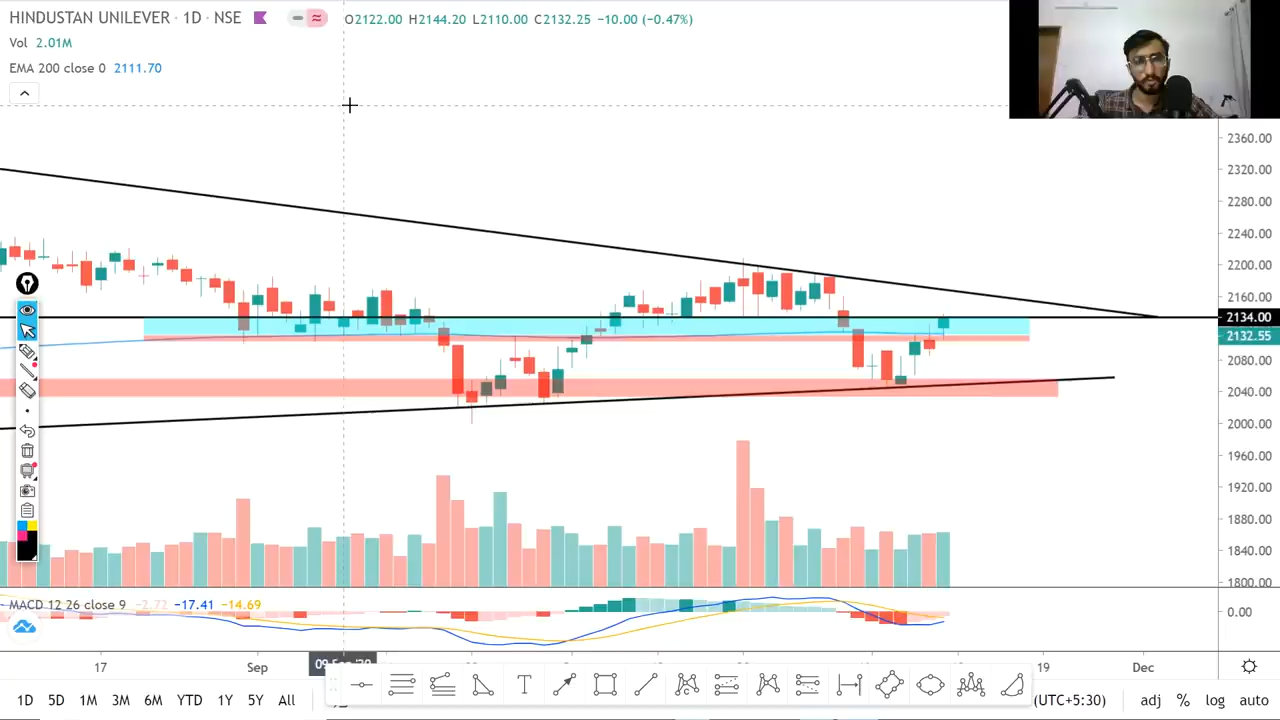 HINDUSTAN UNILEVER · 1D · NSE
O2122.00 H2144.20 L2110.00 C2132.25 −10.00 (−0.47%)
Vol 2.01M
EMA 200 close 0 2111.70
2360.00
2320.00
2280.00
2240.00
2200.00
2160.00
2134.00
2132.55
2080.00
2040.00
2000.00
1960.00
1920.00
1880.00
1840.00
1800.00
MACD 12 26 close 9 −2.72 −17.41 −14.69
0.00
17 Sep 19 Dec
T
1D 5D 1M 3M 6M YTD 1Y 5Y All (UTC+5:30) adj % log auto